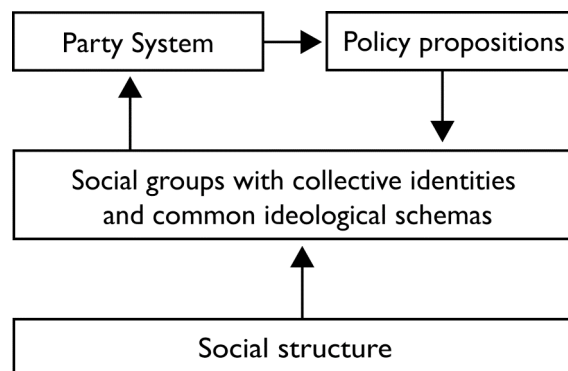 Party System
Policy propositions
Social groups with collective identities
and common ideological schemas
Social structure